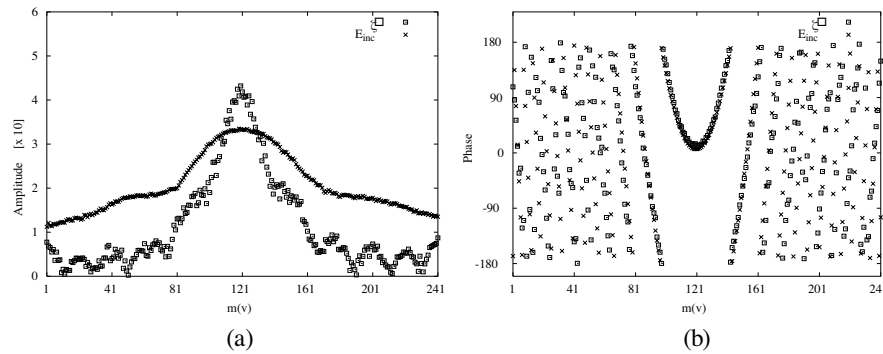 6
5
4
3
2
1
0
Amplitude [x 10]
1 41 81 121 161 201 241
m(v)
ξ
E_inc
(a)
180
90
0
-90
-180
Phase
1 41 81 121 161 201 24
m(v)
ξ
E_inc
(b)